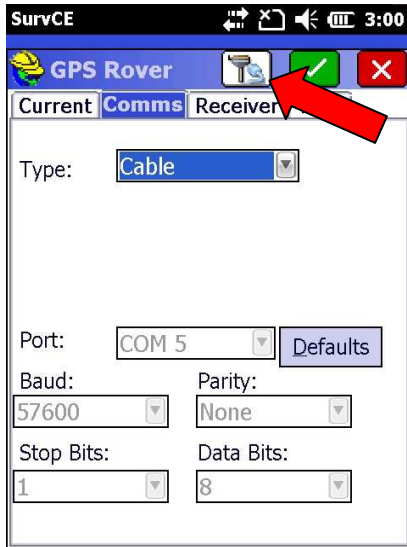 SurvCE 3:00
GPS Rover
Current Comms Receiver
Type: Cable
Port: COM 5 Defaults
Baud: Parity:
57600 None
Stop Bits: Data Bits:
1 8